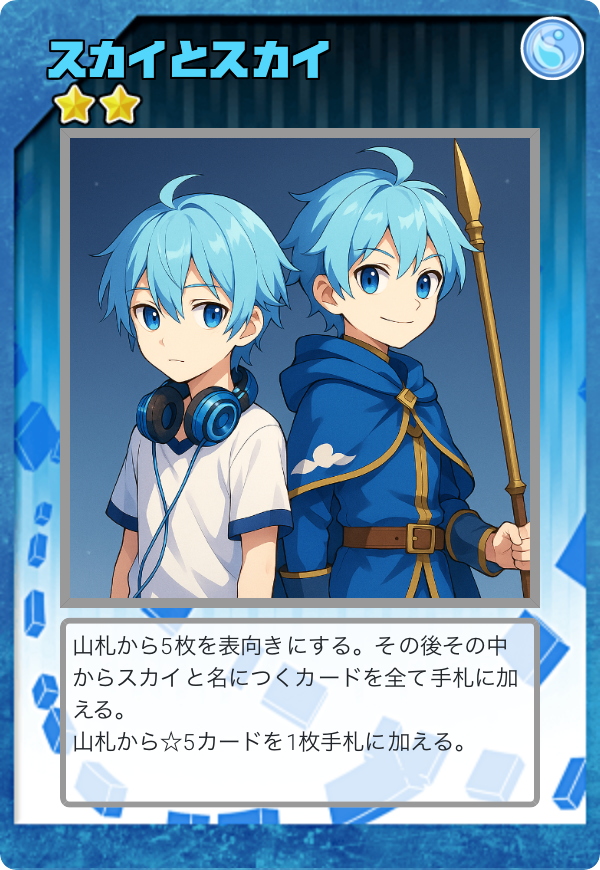 スカイとスカイ
山札から5枚を表向きにする。その後その中
からスカイと名につくカードを全て手札に加
える。
山札から☆5カードを1枚手札に加える。